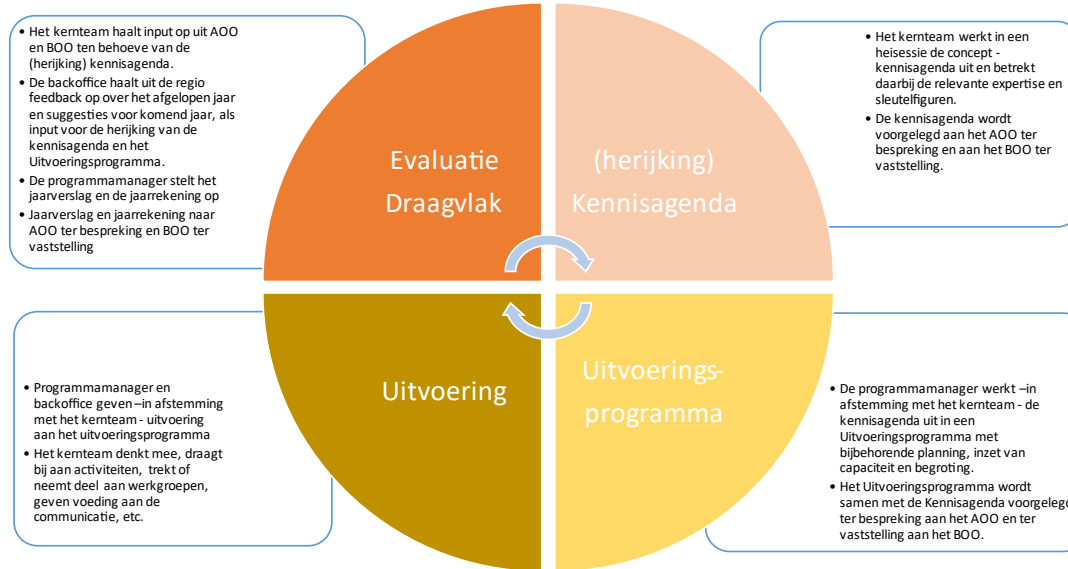 • Het kernteam haalt input op uit AOO
en BOO ten behoeve van de
(herijking) kennisagenda.
• De backoffice haalt uit de regio
feedback op over het afgelopen jaar
en suggesties voor komend jaar, als
input voor de herijking van de
kennisagenda en het
Uitvoeringsprogramma.
• De programmamanager stelt het
jaarverslag en de jaarrekening op
• Jaarverslag en jaarrekening naar
AOO ter bespreking en BOO ter
vaststelling
Evaluatie
Draagvlak
(herijking)
Kennisagenda
• Het kernteam werkt in een
heisessie de concept -
kennisagenda uit en betrekt
daarbij de relevante expertise en
sleutelfiguren.
• De kennisagenda wordt
voorgelegd aan het AOO ter
bespreking en aan het BOO ter
vaststelling.
• Programmamanager en
backoffice geven –in afstemming
met het kernteam - uitvoering
aan het uitvoeringsprogramma
• Het kernteam denkt mee, draagt
bij aan activiteiten, trekt of
neemt deel aan werkgroepen,
geven voeding aan de
communicatie, etc.
Uitvoering
Uitvoerings-
programma
• De programmamanager werkt –in
afstemming met het kernteam - de
kennisagenda uit in een
Uitvoeringsprogramma met
bijbehorende planning, inzet van
capaciteit en begroting.
• Het Uitvoeringsprogramma wordt
samen met de Kennisagenda voorgelegd
ter bespreking aan het AOO en ter
vaststelling aan het BOO.